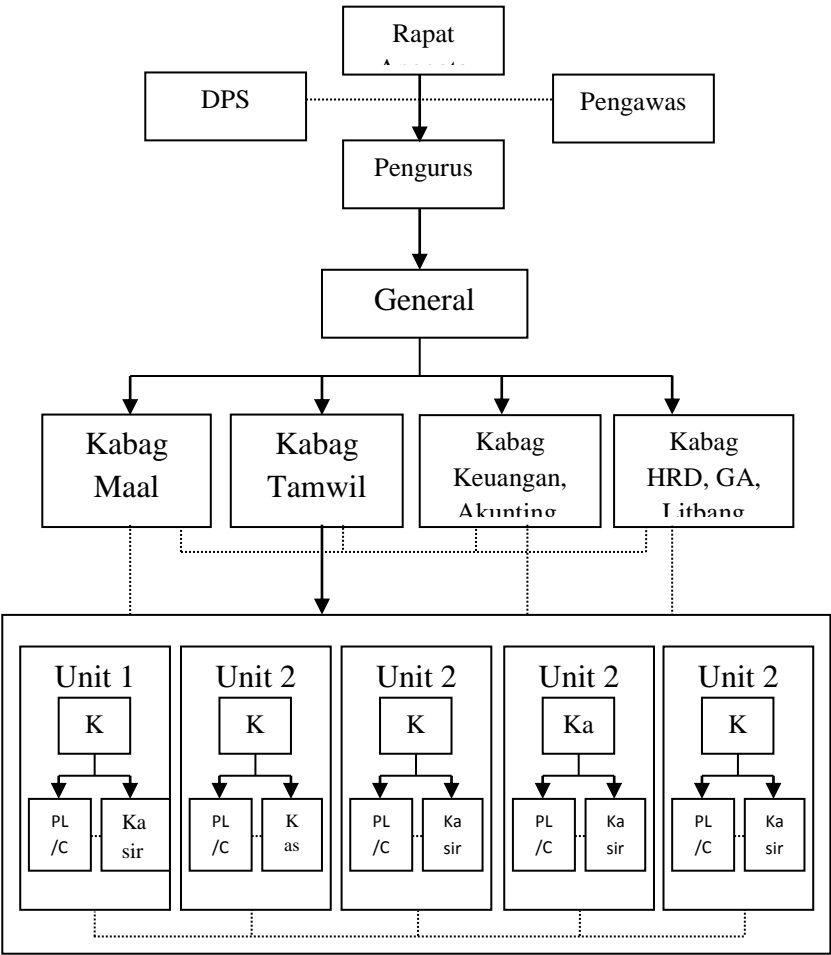 Rapat
DPS
Pengawas
Pengurus
General
Kabag
Maal
Kabag
Tamwil
Kabag
Keuangan,
Akunting
Kabag
HRD, GA,
Litbang
Unit 1
Unit 2
Unit 2
Unit 2
Unit 2
K
K
K
Ka
K
PL
/C
Ka
sir
PL
/C
K
as
PL
/C
Ka
sir
PL
/C
Ka
sir
PL
/C
Ka
sir